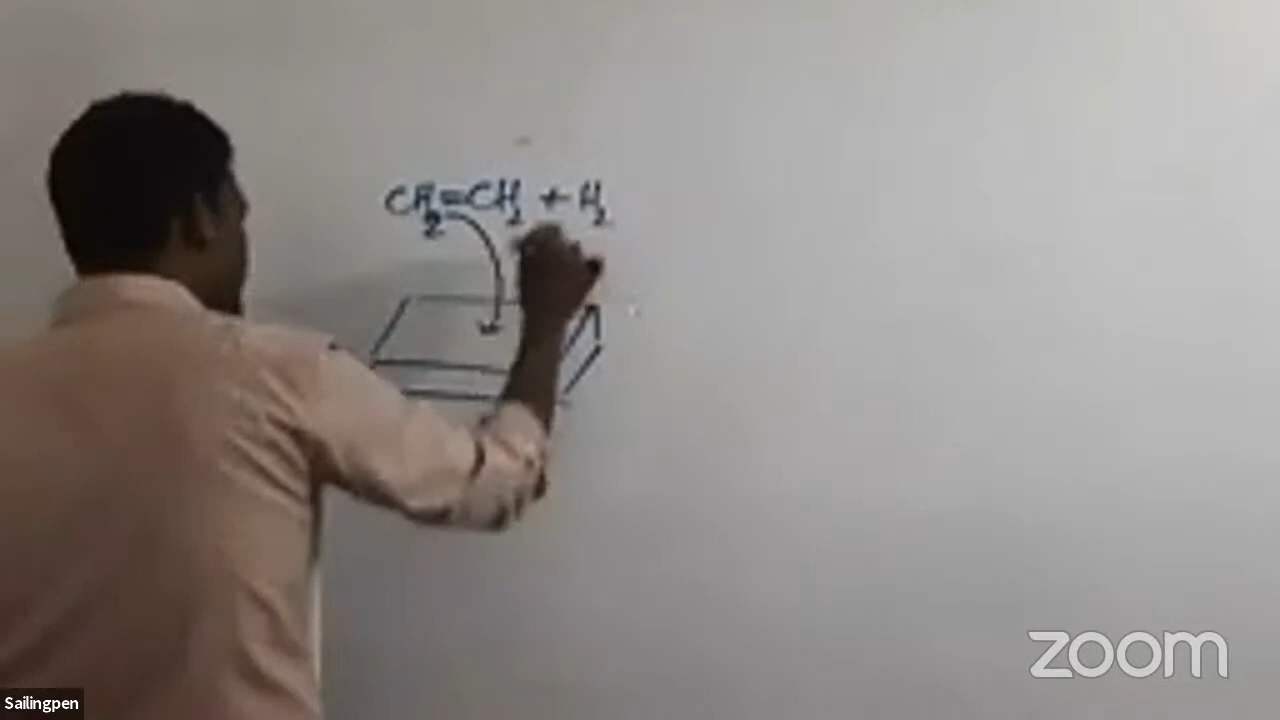 CH₂=CH₂ + H₂
zoom
Sailingpen